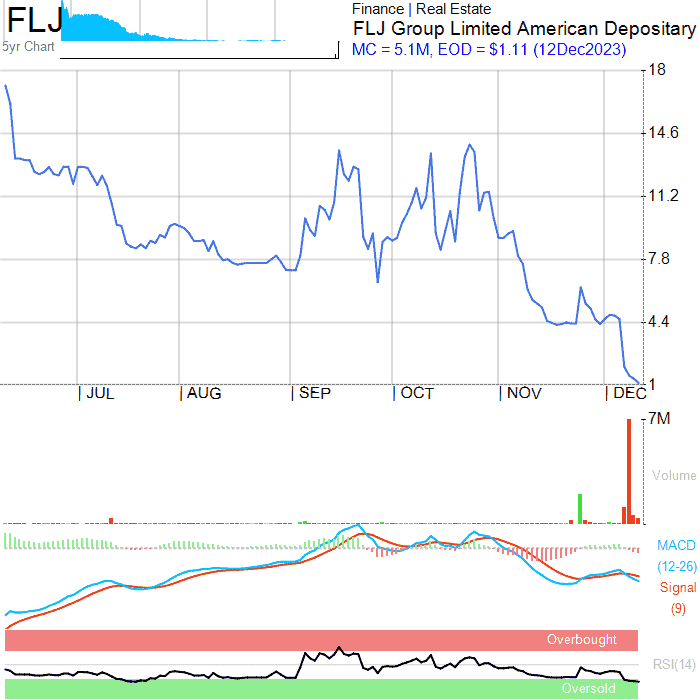 FLJ
5yr Chart
Finance | Real Estate
FLJ Group Limited American Depositary
MC = 5.1M, EOD = $1.11 (12Dec2023)
18
14.6
11.2
7.8
4.4
1
JUL AUG SEP OCT NOV DEC
7M
Volume
MACD
(12-26)
Signal
(9)
Overbought
RSI(14)
Oversold